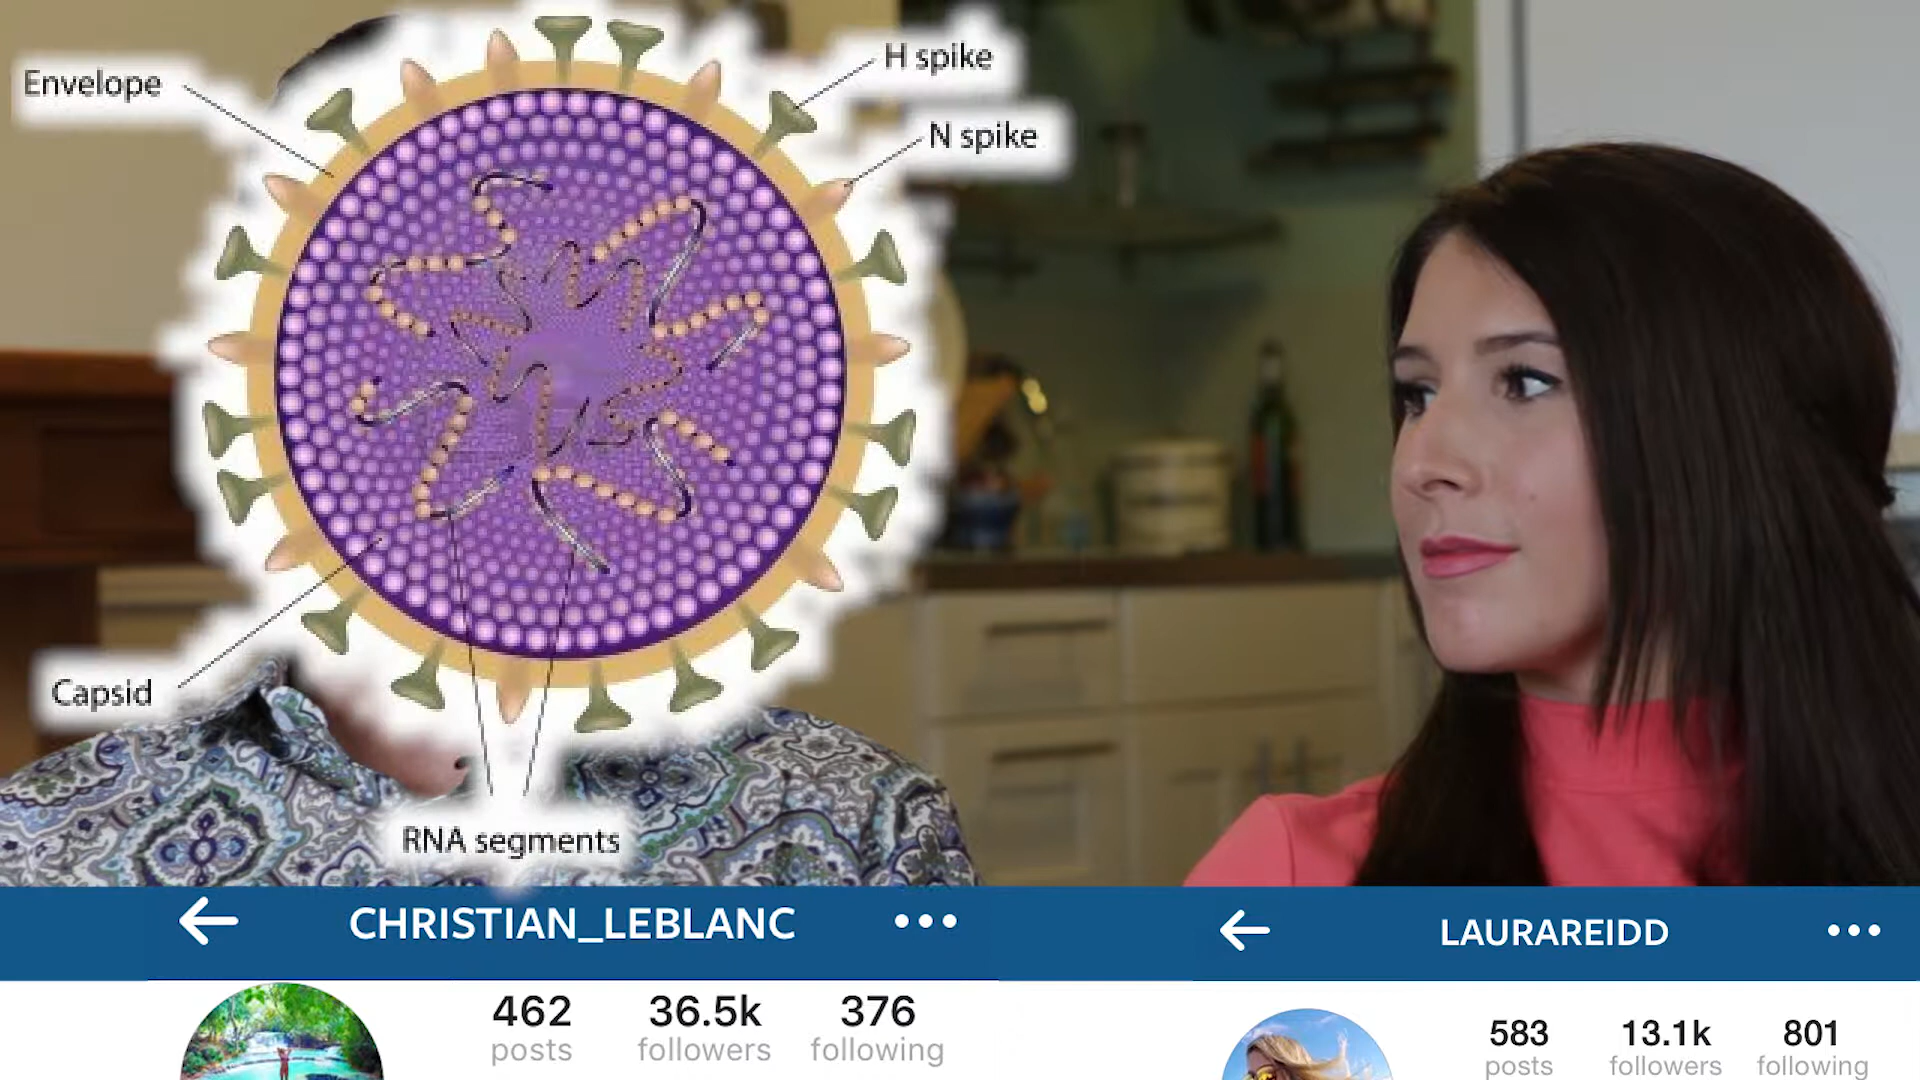 Envelope
H spike
N spike
Capsid
RNA segments
CHRISTIAN_LEBLANC
462 36.5k 376
posts followers following
LAURAREIDD
583 13.1k 801
posts followers following